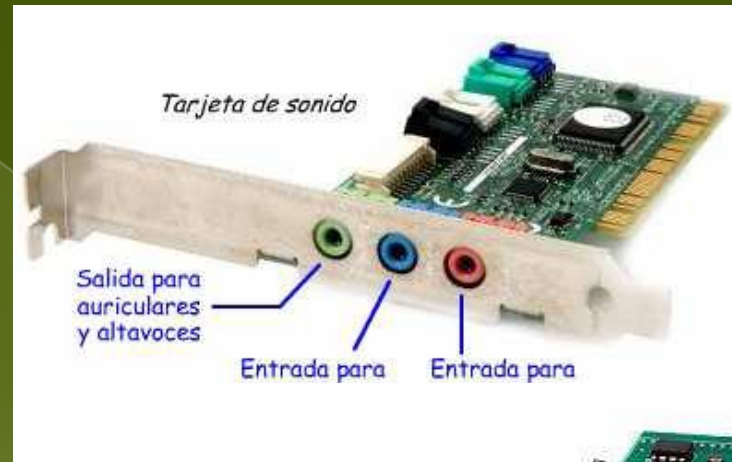 Tarjeta de sonido
Salida para
auriculares
y altavoces
Entrada para
Entrada para